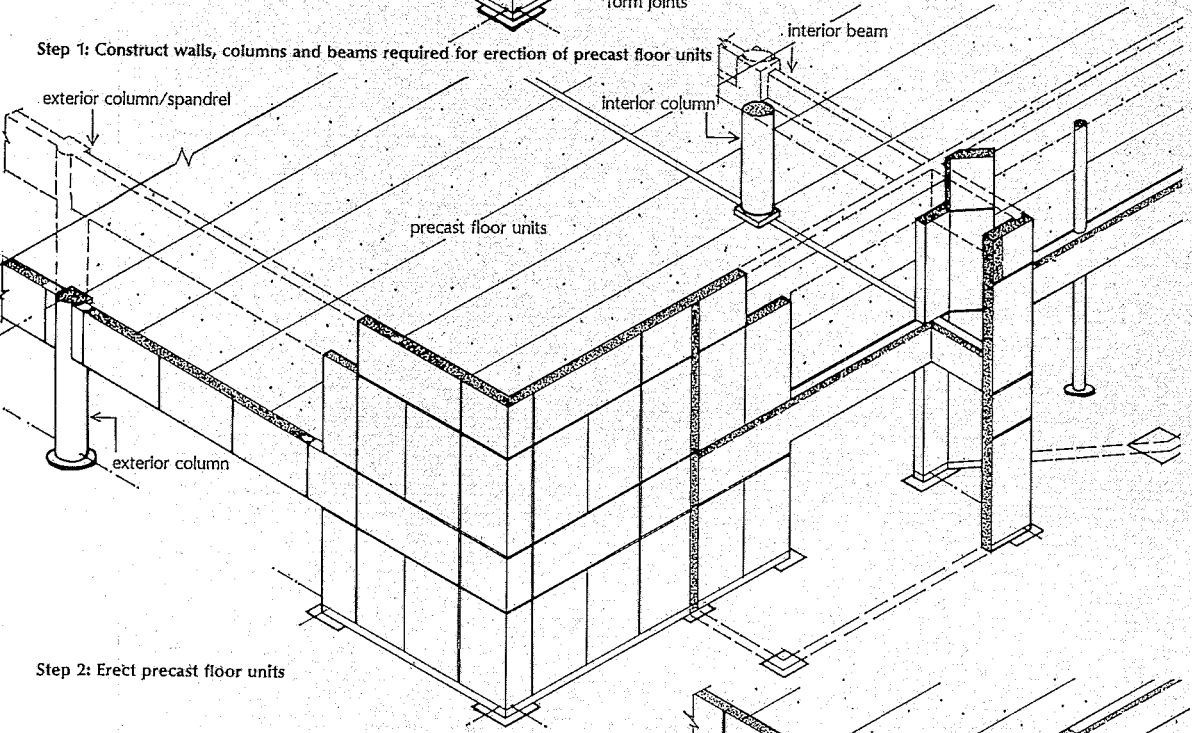 form joints
Step 1: Construct walls, columns and beams required for erection of precast floor units
interior beam
exterior column/spandrel
interior column
precast floor units
exterior column
Step 2: Erect precast floor units